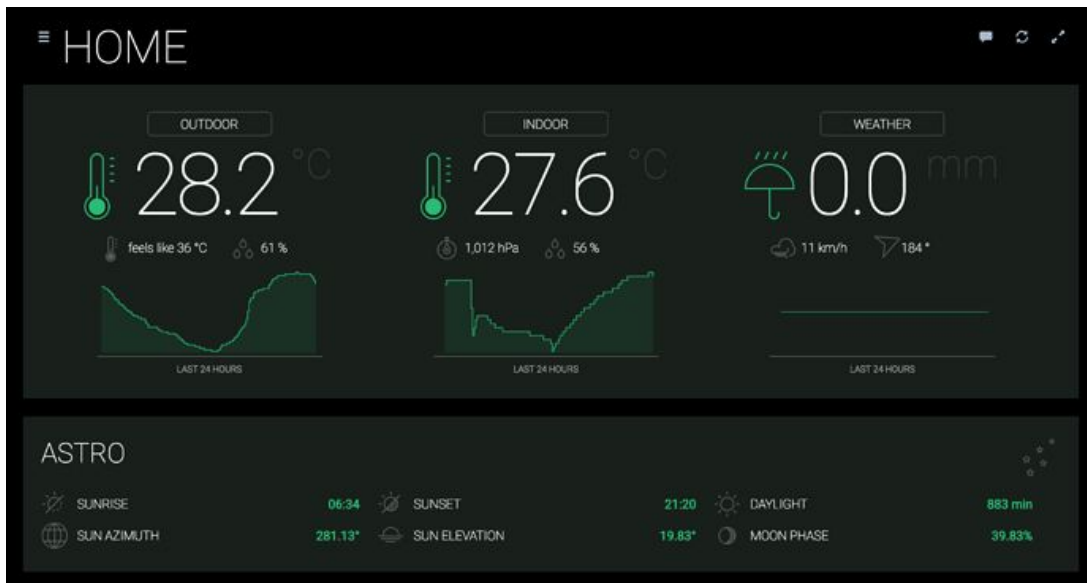 HOME
OUTDOOR INDOOR WEATHER
28.2 °C 27.6 °C 0.0 mm
feels like 36 °C 61 % 1,012 hPa 56 % 11 km/h 184 °
LAST 24 HOURS LAST 24 HOURS LAST 24 HOURS
ASTRO
SUNRISE 06:34 SUNSET 21:20 DAYLIGHT 883 min
SUN AZIMUTH 281.13° SUN ELEVATION 19.83° MOON PHASE 39.83%